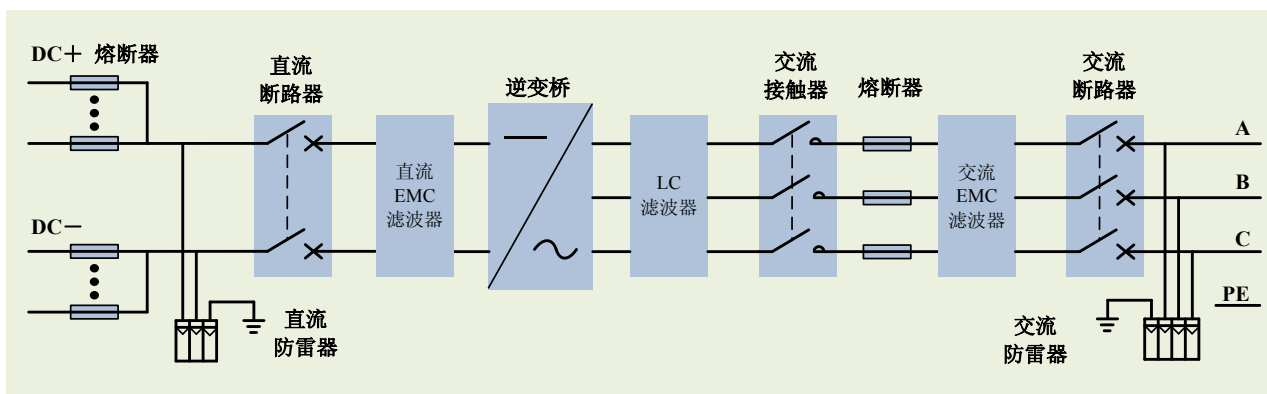 DC＋ 熔断器
直流
断路器
逆变桥
交流
接触器
熔断器
交流
断路器
直流
EMC
滤波器
LC
滤波器
交流
EMC
滤波器
A
B
C
PE
DC－
直流
防雷器
交流
防雷器